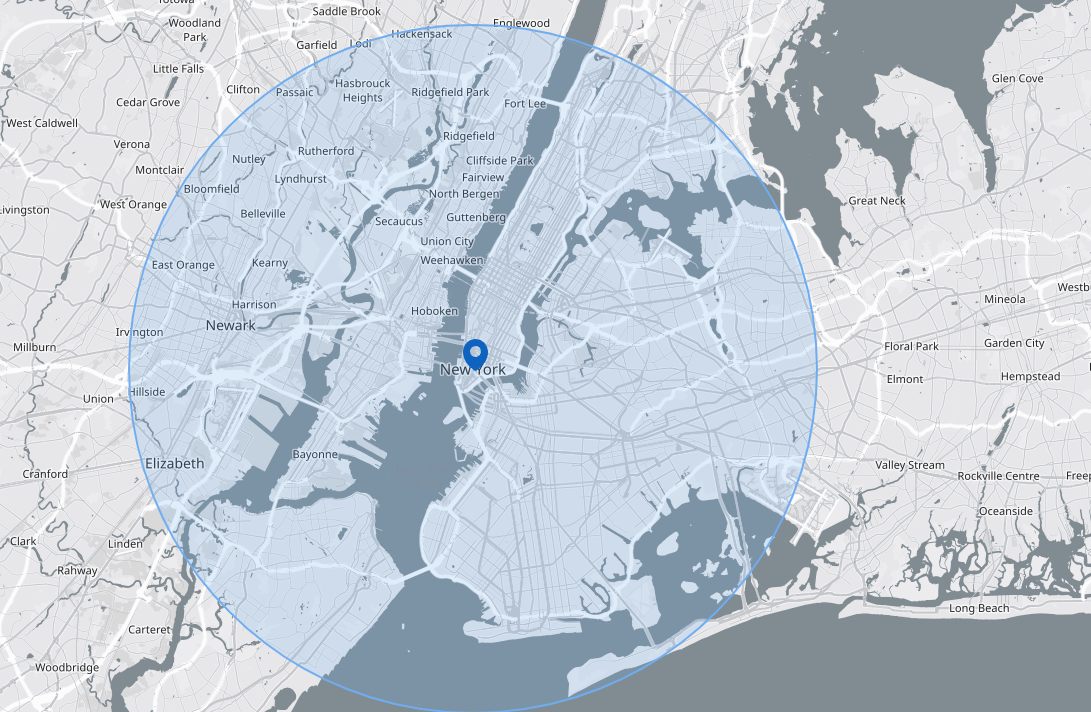 Totowa
Saddle Brook
Englewood
Woodland
Park
Hackensack
Garfield
Lodi
Little Falls
Glen Cove
Clifton
Passaic
Hasbrouck
Heights
Ridgefield Park
Cedar Grove
Fort Lee
West Caldwell
Verona
Ridgefield
Nutley
Rutherford
Cliffside Park
Montclair
Lyndhurst
Fairview
Bloomfield
North Bergen
Great Neck
West Orange
Livingston
Belleville
Secaucus
Guttenberg
Union City
East Orange
Kearny
Weehawken
Harrison
Hoboken
Mineola
Westb
Newark
Irvington
Millburn
Floral Park
Garden City
New York
Elmont
Hempstead
Hillside
Union
Elizabeth
Bayonne
Valley Stream
Cranford
Rockville Centre
Freep
Oceanside
Clark
Linden
Rahway
Long Beach
Carteret
Woodbridge